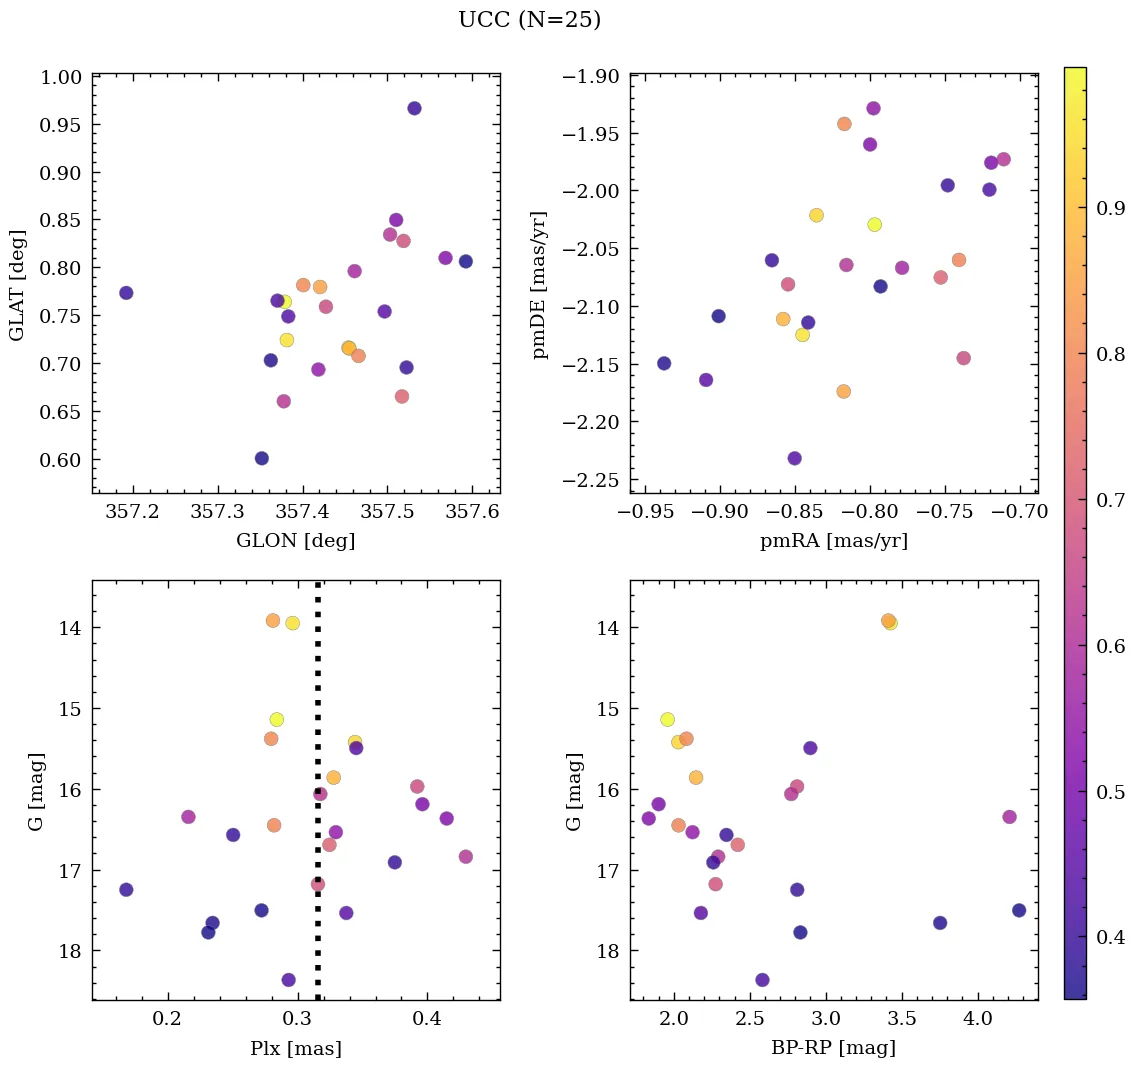 UCC (N=25)
1.00
0.95
0.90
0.85
0.80
0.75
0.70
0.65
0.60
GLAT [deg]
357.2 357.3 357.4 357.5 357.6
GLON [deg]
−1.90
−1.95
−2.00
−2.05
−2.10
−2.15
−2.20
−2.25
pmDE [mas/yr]
−0.95 −0.90 −0.85 −0.80 −0.75 −0.70
pmRA [mas/yr]
14
15
16
17
18
G [mag]
0.2 0.3 0.4
Plx [mas]
14
15
16
17
18
G [mag]
2.0 2.5 3.0 3.5 4.0
BP-RP [mag]
0.9
0.8
0.7
0.6
0.5
0.4